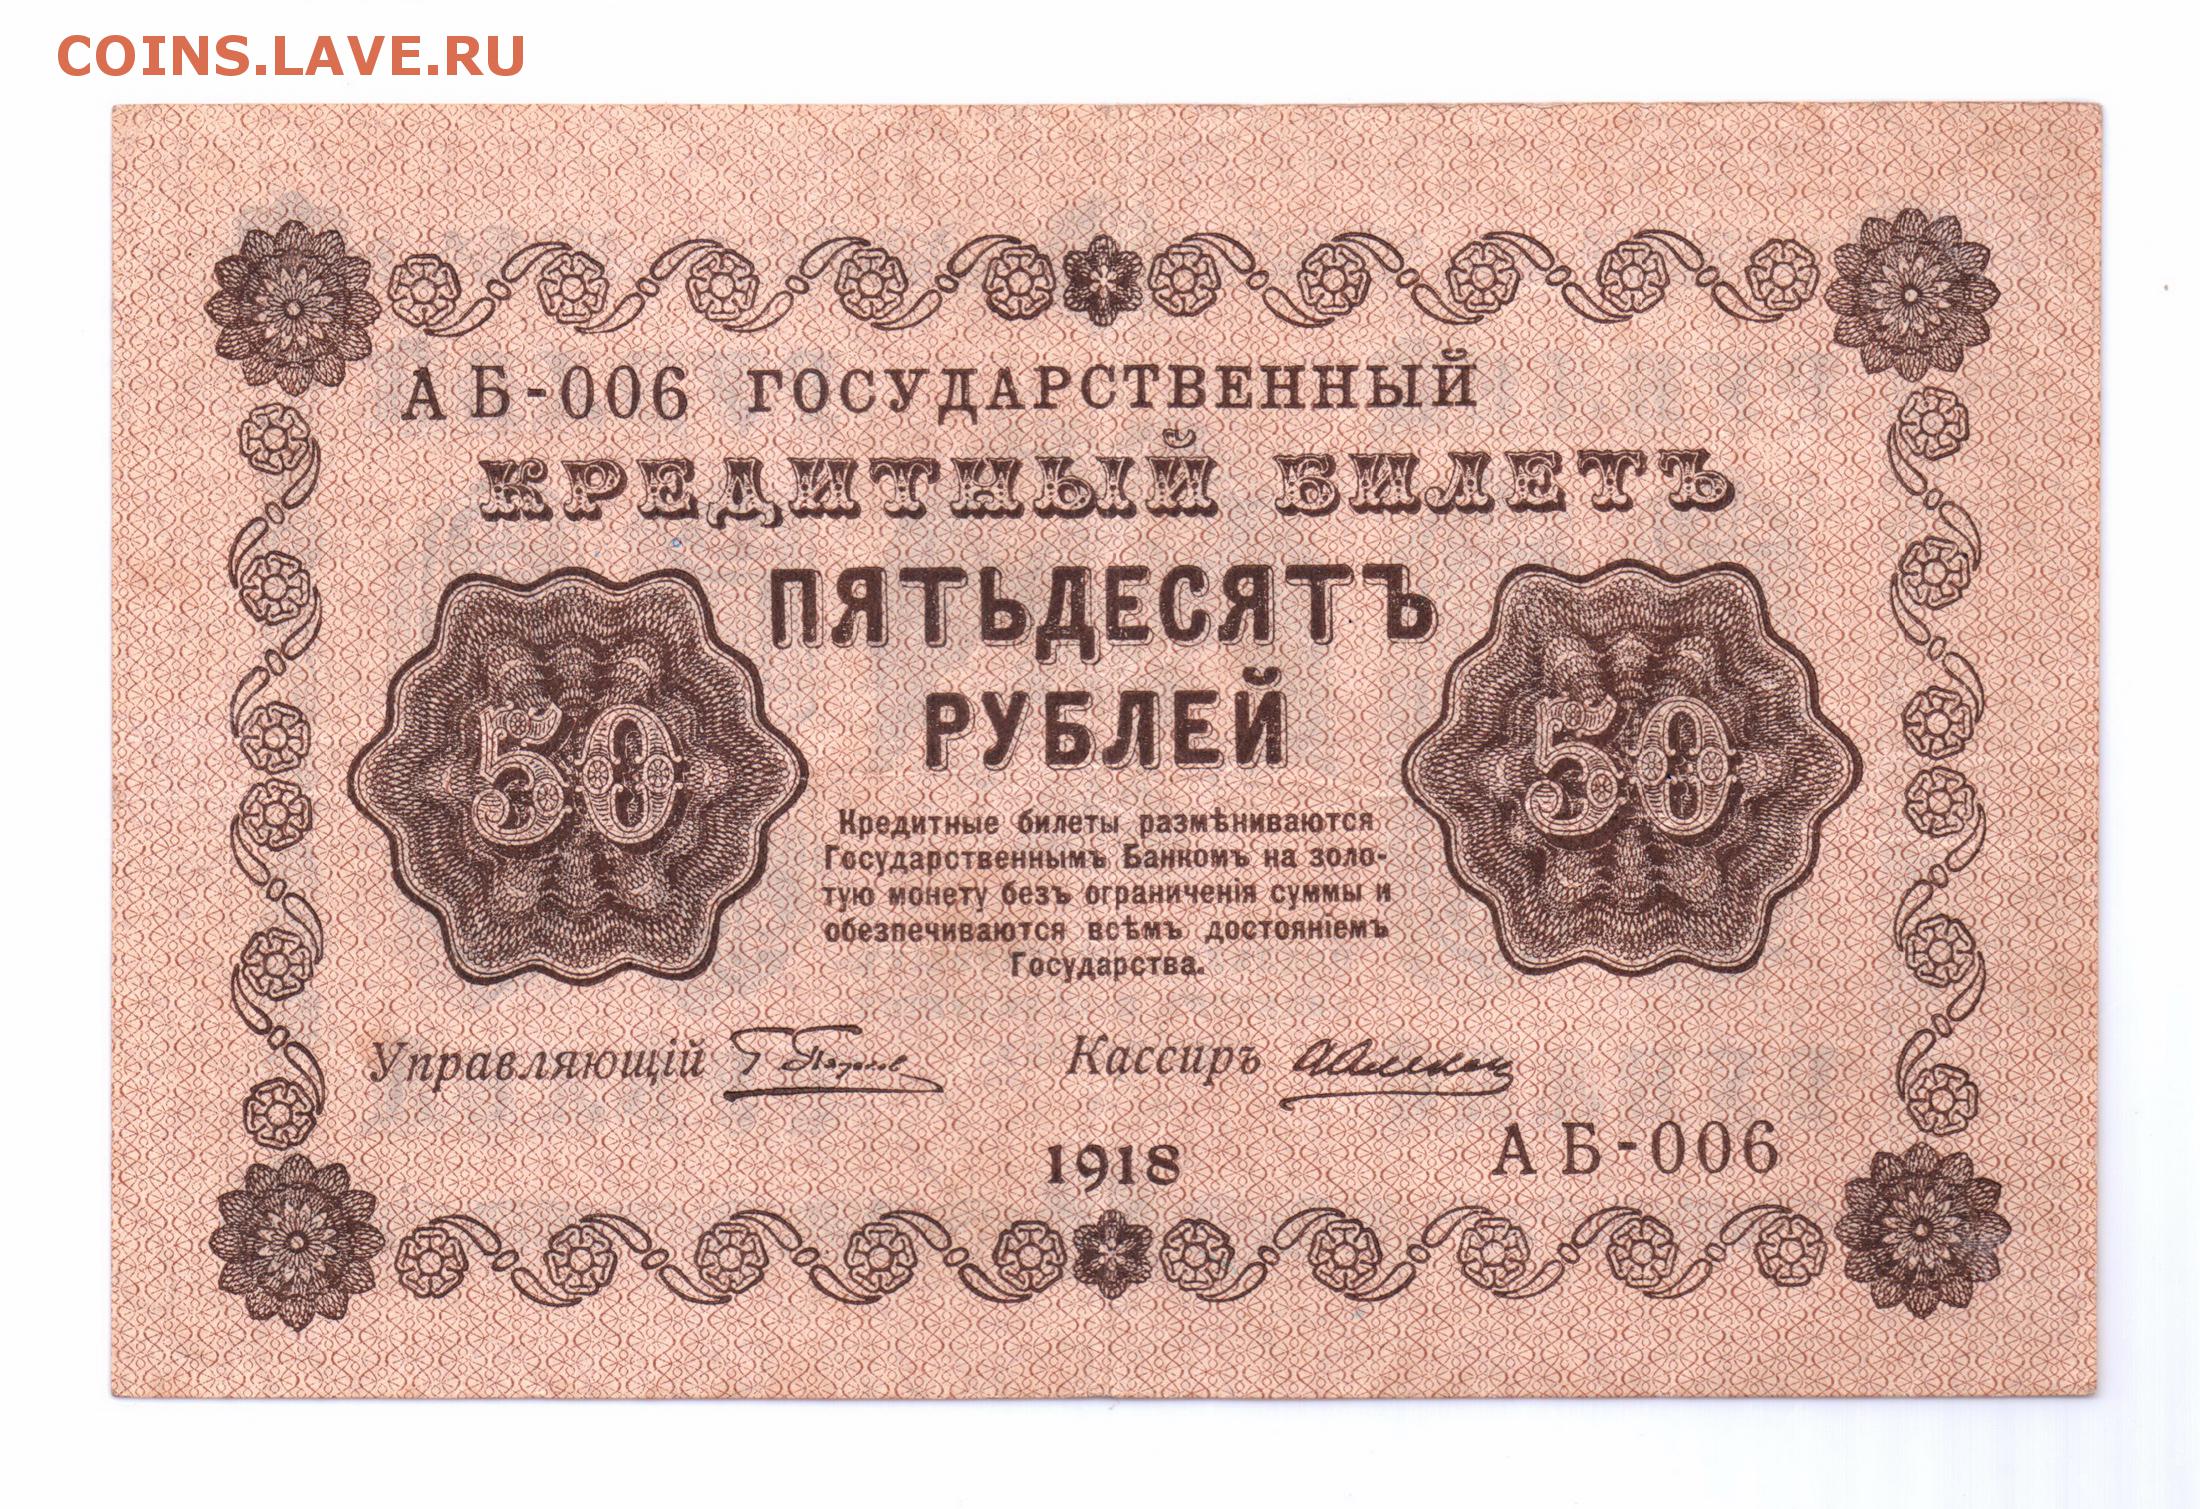 COINS.LAVE.RU
АБ-006 ГОСУДАРСТВЕННЫЙ
КРЕДИТНЫЙ БИЛЕТЪ
ПЯТЬДЕСЯТЪ
РУБЛЕЙ
50
50
Кредитные билеты размѣниваются
Государственнымъ Банкомъ на золо-
тую монету безъ ограниченія суммы и
обезпечиваются всѣмъ достояніемъ
Государства.
Управляющій Г. Пятаков Кассиръ
1918
АБ-006